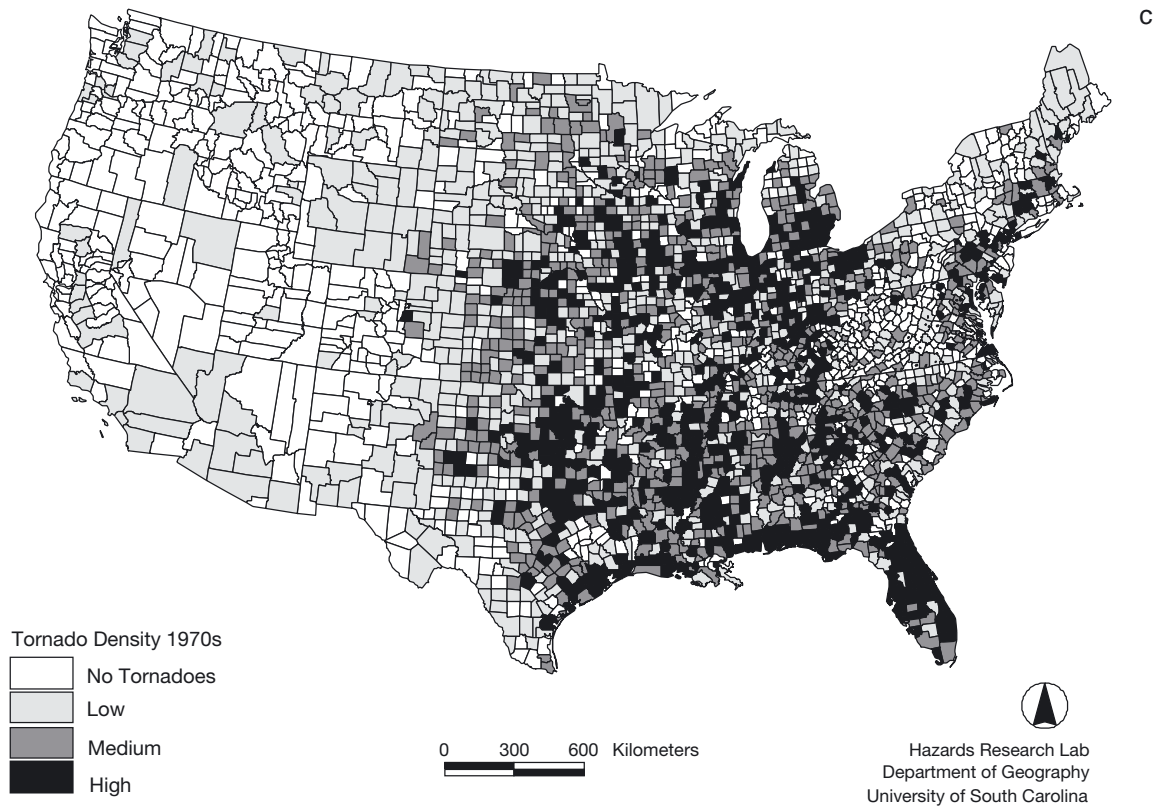 C
Tornado Density 1970s
No Tornadoes
Low
Medium
High
0 300 600 Kilometers
Hazards Research Lab
Department of Geography
University of South Carolina